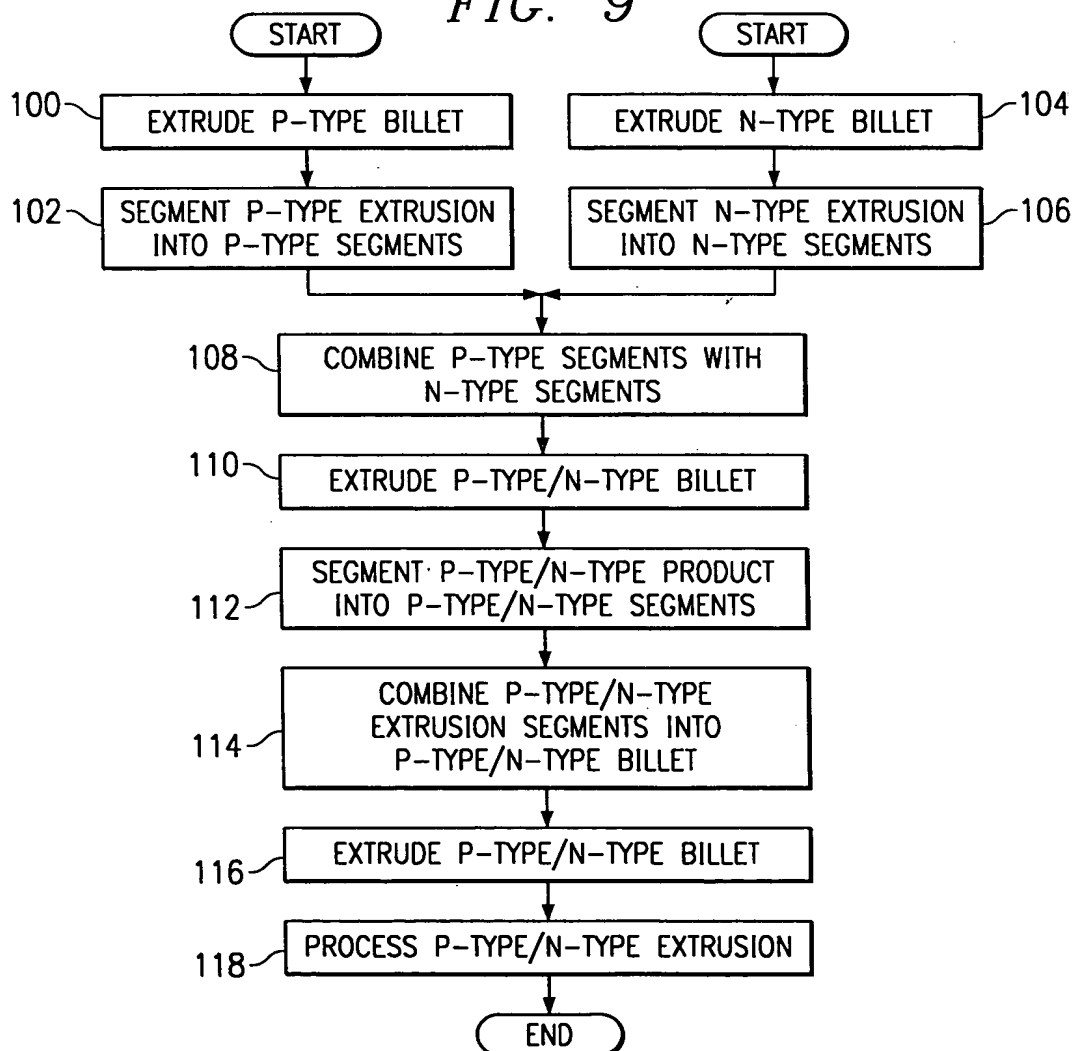 FIG. 9
START
START
100
EXTRUDE P-TYPE BILLET
EXTRUDE N-TYPE BILLET
104
102
SEGMENT P-TYPE EXTRUSION
INTO P-TYPE SEGMENTS
SEGMENT N-TYPE EXTRUSION
INTO N-TYPE SEGMENTS
106
108
COMBINE P-TYPE SEGMENTS WITH
N-TYPE SEGMENTS
110
EXTRUDE P-TYPE/N-TYPE BILLET
112
SEGMENT P-TYPE/N-TYPE PRODUCT
INTO P-TYPE/N-TYPE SEGMENTS
114
COMBINE P-TYPE/N-TYPE
EXTRUSION SEGMENTS INTO
P-TYPE/N-TYPE BILLET
116
EXTRUDE P-TYPE/N-TYPE BILLET
118
PROCESS P-TYPE/N-TYPE EXTRUSION
END